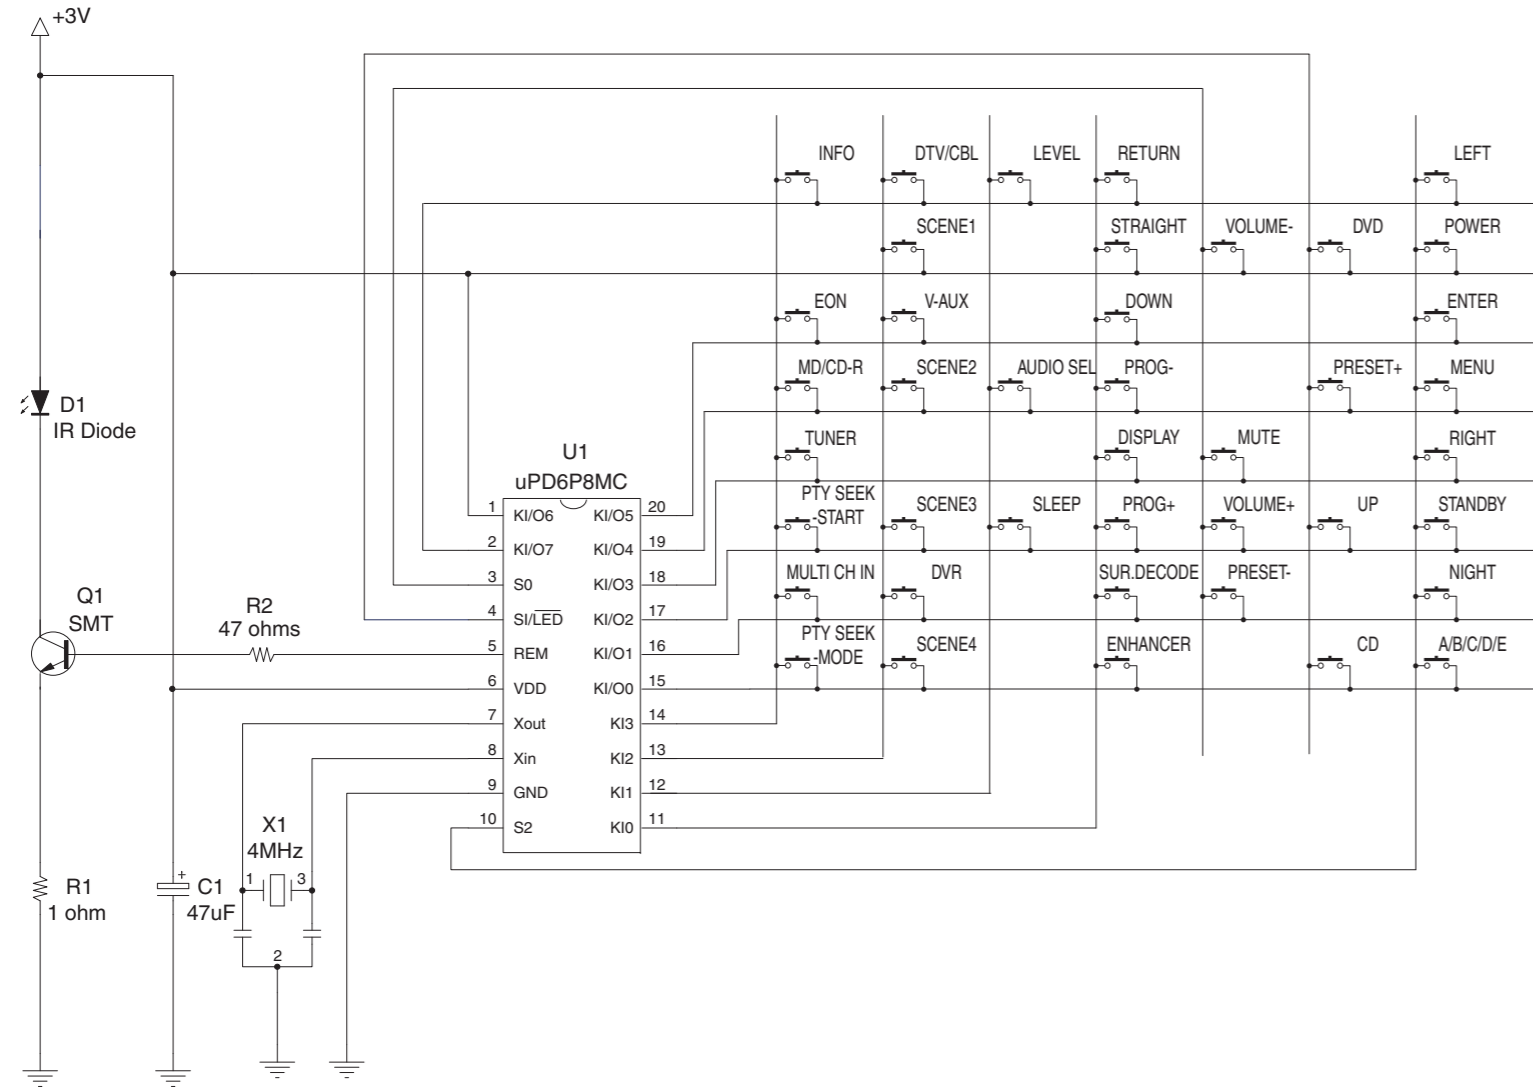 +3V
INFO
DTV/CBL
LEVEL
RETURN
LEFT
SCENE1
STRAIGHT
VOLUME-
DVD
POWER
EON
V-AUX
DOWN
ENTER
MD/CD-R
SCENE2
AUDIO SEL
PROG-
PRESET+
MENU
TUNER
DISPLAY
MUTE
RIGHT
PTY SEEK
-START
SCENE3
SLEEP
PROG+
VOLUME+
UP
STANDBY
MULTI CH IN
DVR
SUR.DECODE
PRESET-
NIGHT
PTY SEEK
-MODE
SCENE4
ENHANCER
CD
A/B/C/D/E
D1
IR Diode
U1
uPD6P8MC
1 KI/O6 KI/O5 20
2 KI/O7 KI/O4 19
3 S0 KI/O3 18
4 SI/LED KI/O2 17
5 REM KI/O1 16
6 VDD KI/O0 15
7 Xout KI3 14
8 Xin KI2 13
9 GND KI1 12
10 S2 KI0 11
Q1
SMT
R2
47 ohms
X1
4MHz
1 3
2
R1
1 ohm
+
C1
47uF